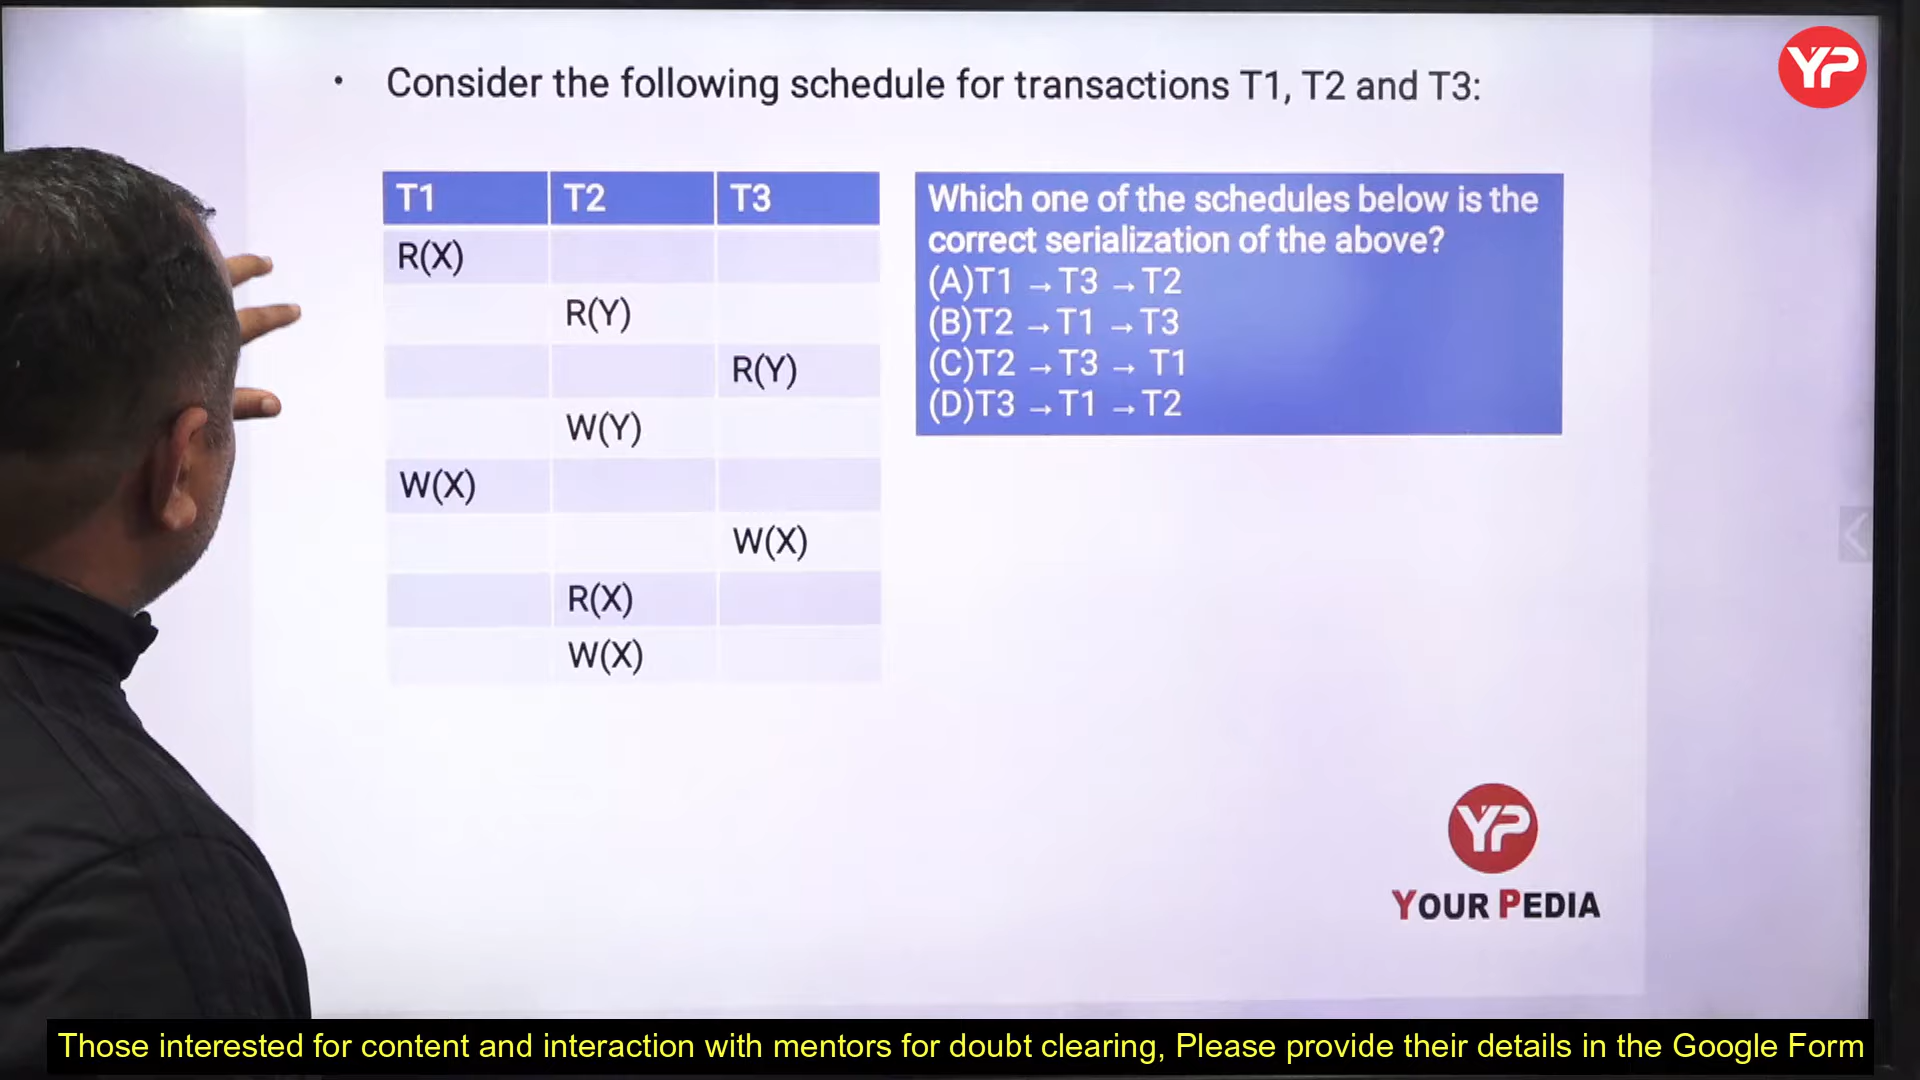 YP
• Consider the following schedule for transactions T1, T2 and T3:
T1 T2 T3
R(X)
R(Y)
R(Y)
W(Y)
W(X)
W(X)
R(X)
W(X)
Which one of the schedules below is the
correct serialization of the above?
(A)T1 →T3 →T2
(B)T2 →T1 →T3
(C)T2 →T3 → T1
(D)T3 →T1 →T2
YP
YOUR PEDIA
Those interested for content and interaction with mentors for doubt clearing, Please provide their details in the Google Form